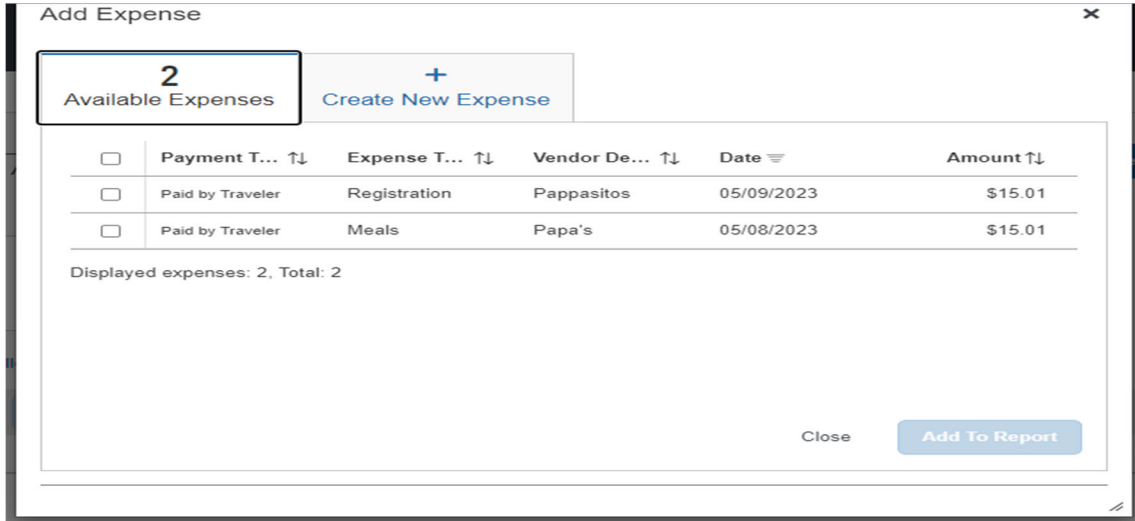 Add Expense ×
2
Available Expenses
+
Create New Expense
Payment T... ↑↓ Expense T... ↑↓ Vendor De... ↑↓ Date Amount ↑↓
Paid by Traveler Registration Pappasitos 05/09/2023 $15.01
Paid by Traveler Meals Papa's 05/08/2023 $15.01
Displayed expenses: 2, Total: 2
Close Add To Report